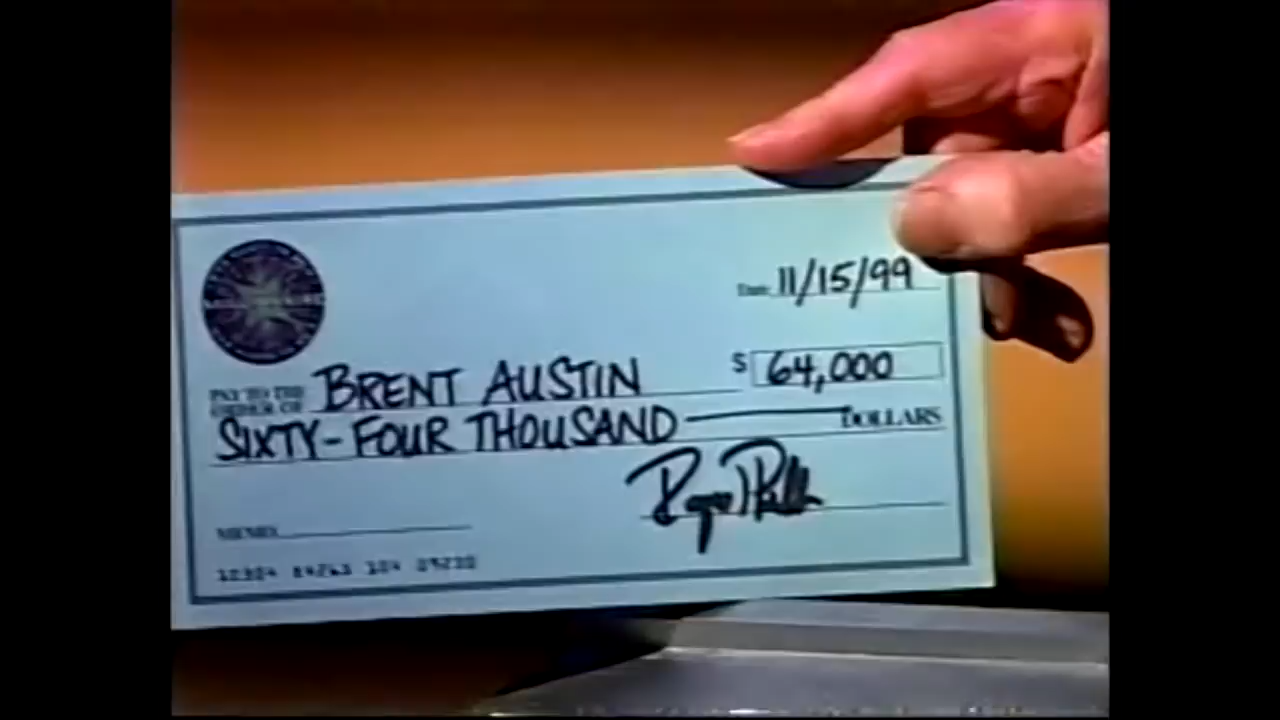 Date 11/15/99
PAY TO THE
ORDER OF BRENT AUSTIN $ 64,000
SIXTY-FOUR THOUSAND DOLLARS
MEMO